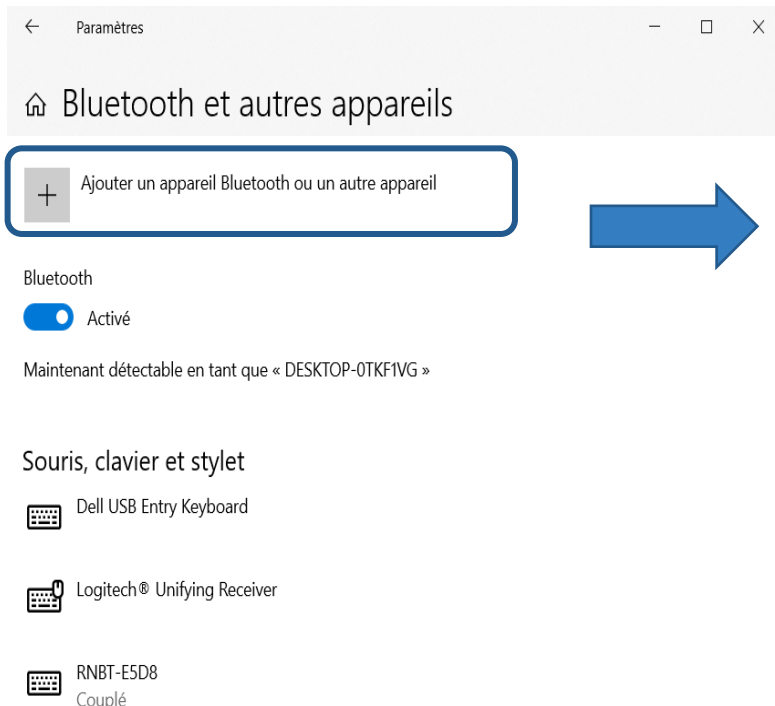 Paramètres
Bluetooth et autres appareils
Ajouter un appareil Bluetooth ou un autre appareil
Bluetooth
Activé
Maintenant détectable en tant que « DESKTOP-0TKF1VG »
Souris, clavier et stylet
Dell USB Entry Keyboard
Logitech® Unifying Receiver
RNBT-E5D8
Couplé